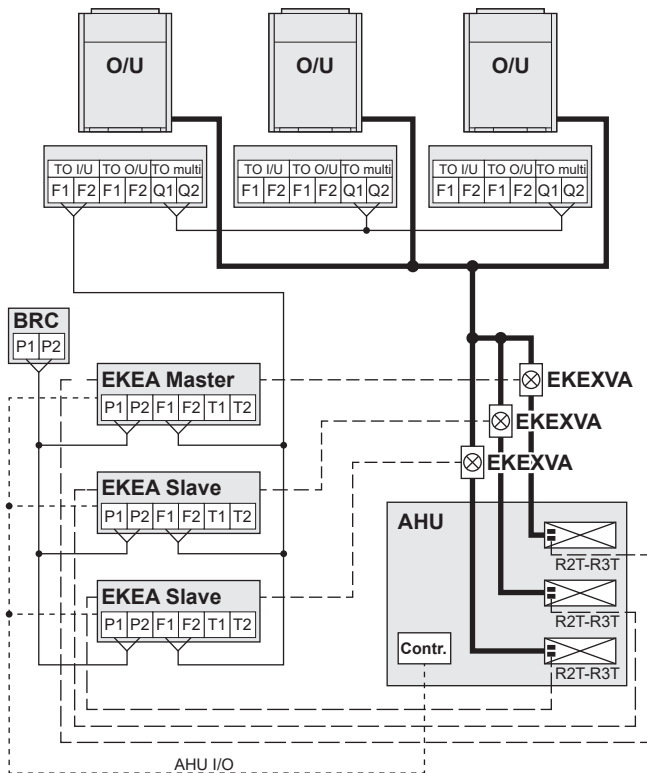 O/U O/U O/U
TO I/U TO O/U TO multi
F1 F2 F1 F2 Q1 Q2
TO I/U TO O/U TO multi
F1 F2 F1 F2 Q1 Q2
TO I/U TO O/U TO multi
F1 F2 F1 F2 Q1 Q2
BRC
P1 P2
EKEA Master
P1 P2 F1 F2 T1 T2
EKEXVA
EKEXVA
EKEXVA
EKEA Slave
P1 P2 F1 F2 T1 T2
EKEA Slave
P1 P2 F1 F2 T1 T2
AHU
R2T-R3T
R2T-R3T
R2T-R3T
Contr.
AHU I/O